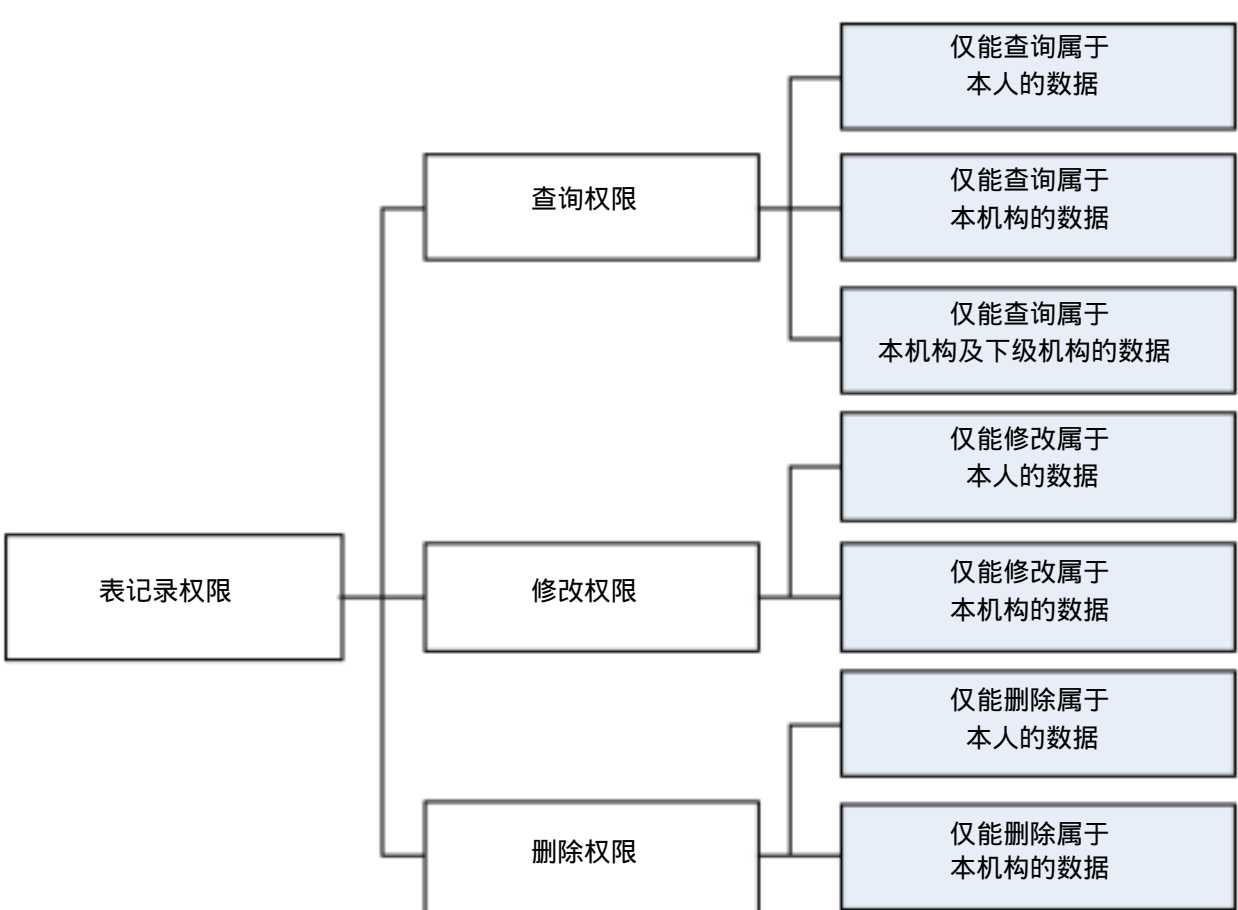 表记录权限
查询权限
仅能查询属于
本人的数据
仅能查询属于
本机构的数据
仅能查询属于
本机构及下级机构的数据
修改权限
仅能修改属于
本人的数据
仅能修改属于
本机构的数据
删除权限
仅能删除属于
本人的数据
仅能删除属于
本机构的数据